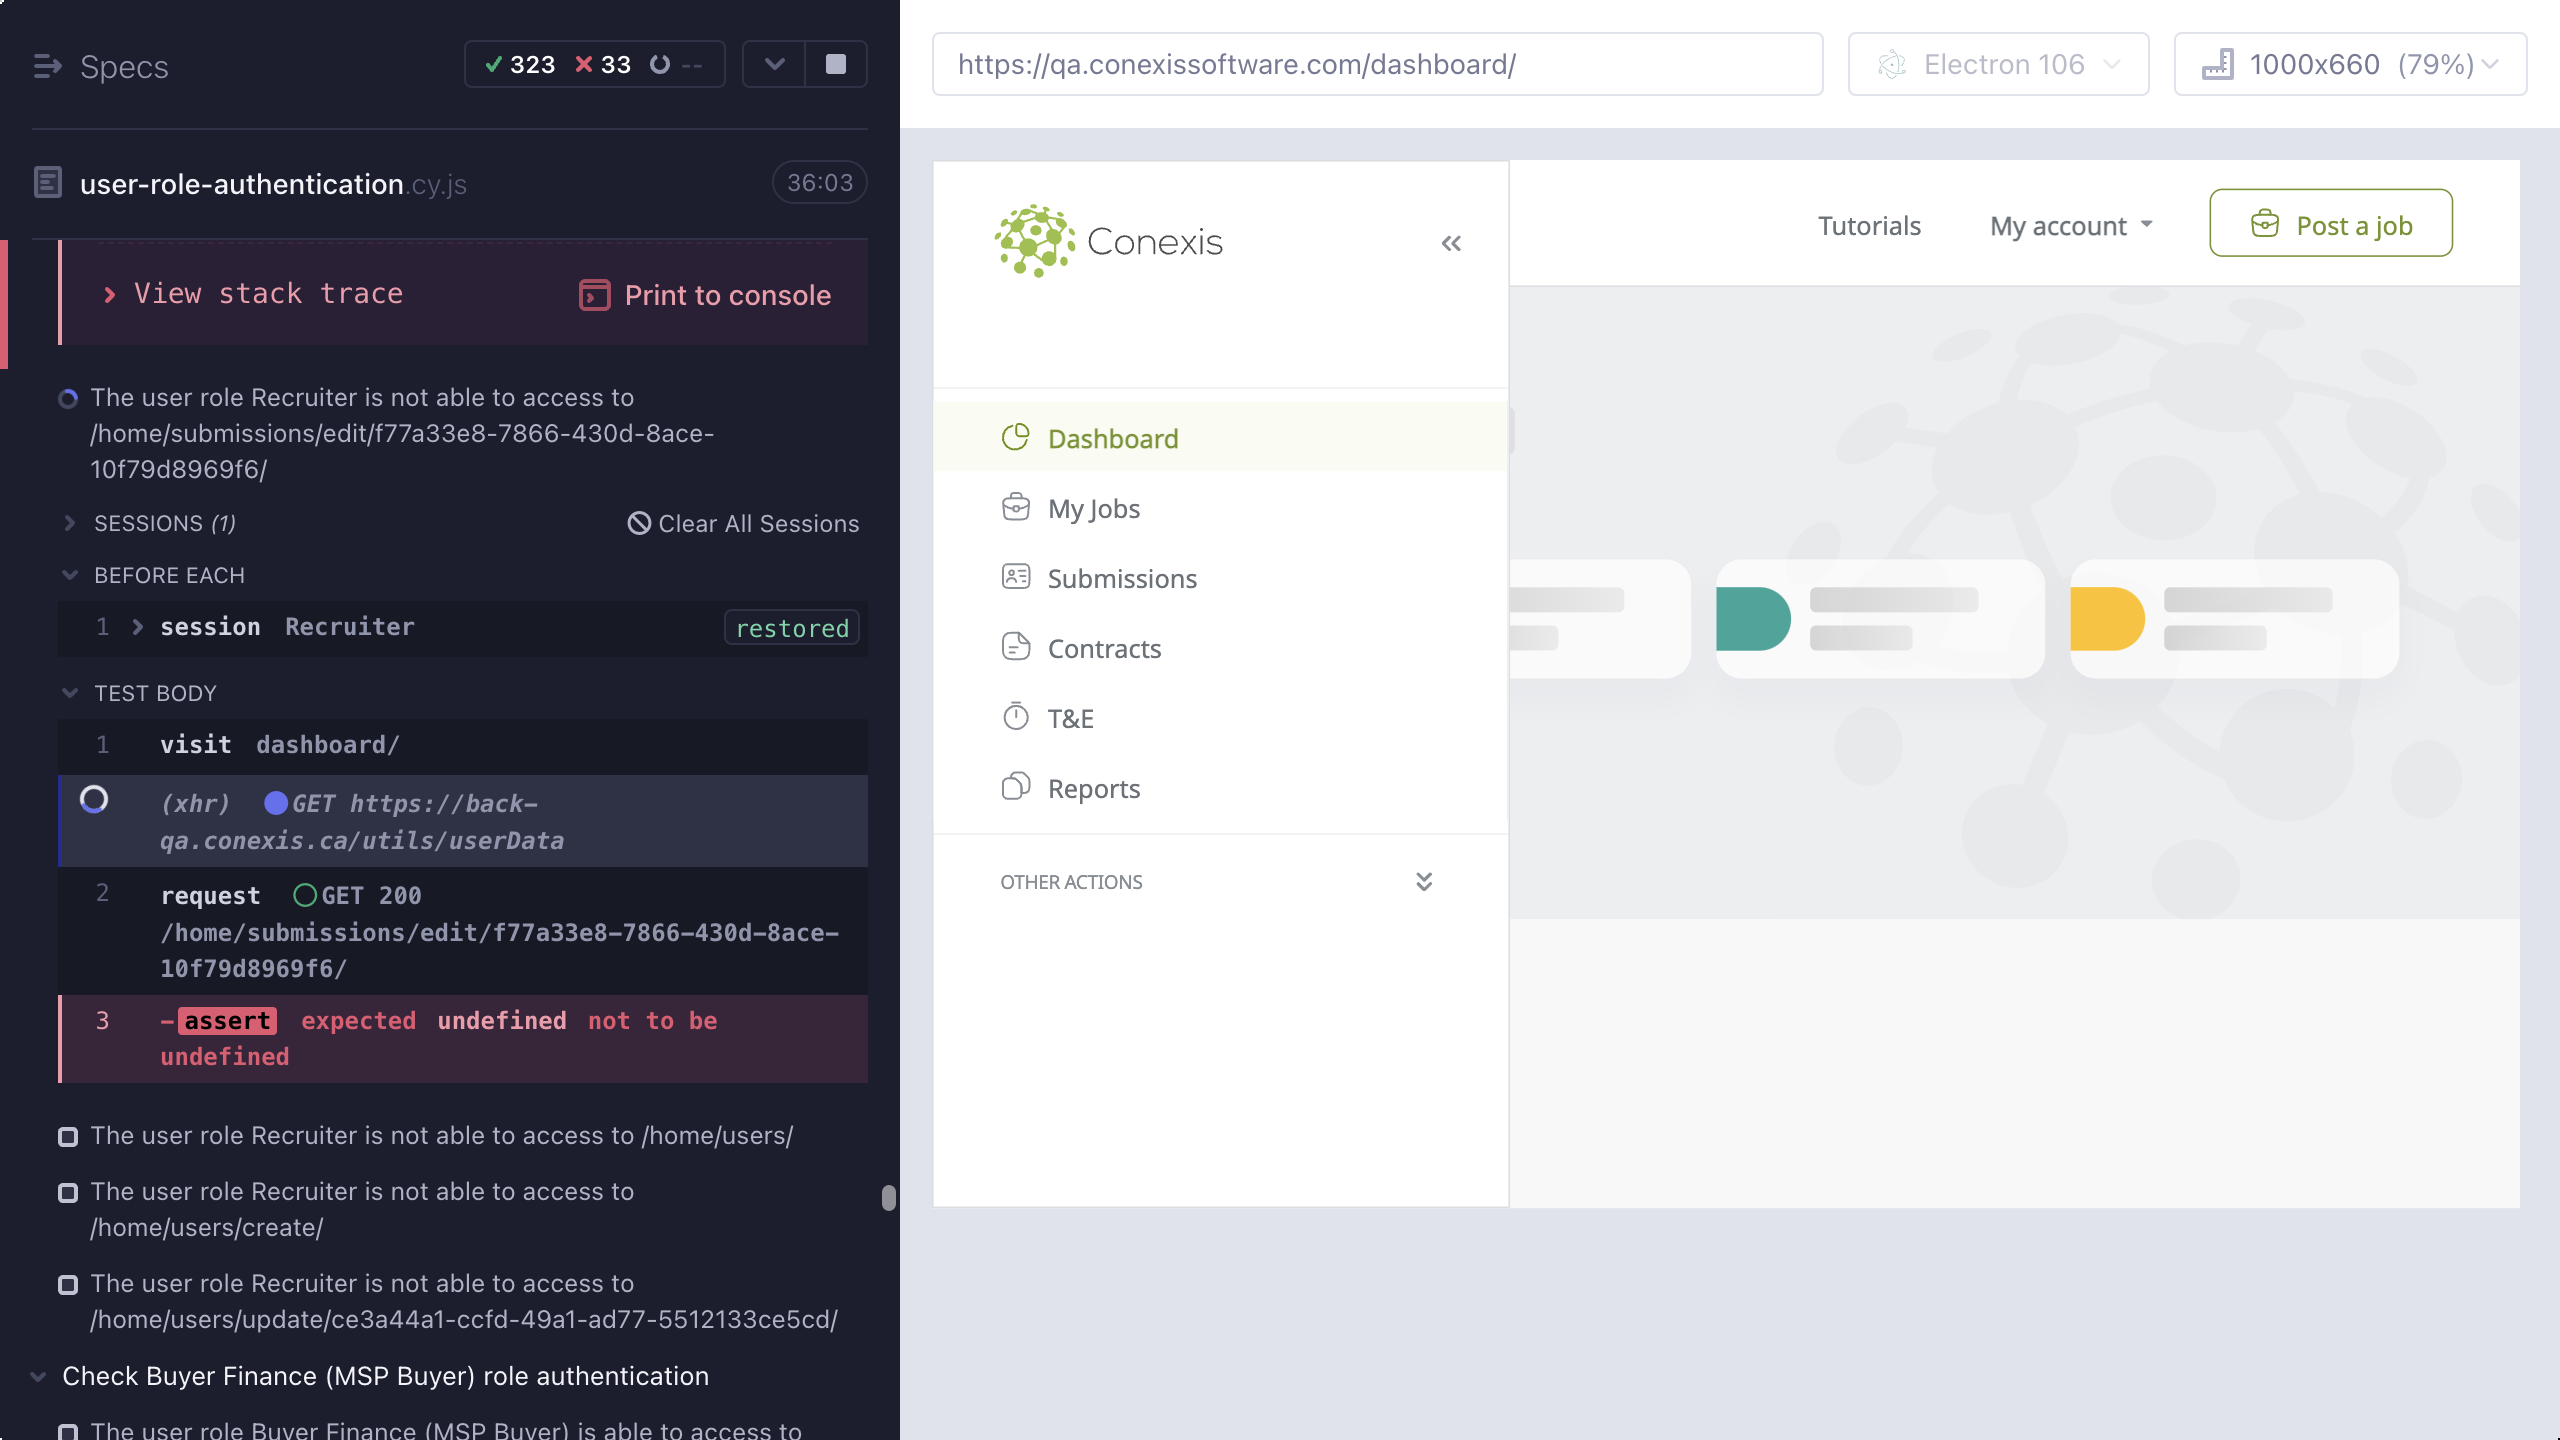 Specs
323
33
--
user-role-authentication.cy.js
36:03
View stack trace
Print to console
The user role Recruiter is not able to access to
/home/submissions/edit/f77a33e8-7866-430d-8ace-
10f79d8969f6/
SESSIONS (1)
Clear All Sessions
BEFORE EACH
1 session Recruiter
restored
TEST BODY
1 visit dashboard/
(xhr) GET https://back-
qa.conexis.ca/utils/userData
2 request GET 200
/home/submissions/edit/f77a33e8-7866-430d-8ace-
10f79d8969f6/
3 -assert expected undefined not to be
undefined
The user role Recruiter is not able to access to /home/users/
The user role Recruiter is not able to access to
/home/users/create/
The user role Recruiter is not able to access to
/home/users/update/ce3a44a1-ccfd-49a1-ad77-5512133ce5cd/
Check Buyer Finance (MSP Buyer) role authentication
The user role Buyer Finance (MSP Buyer) is able to access to
https://qa.conexissoftware.com/dashboard/
Electron 106
1000x660 (79%)
Conexis
Tutorials
My account
Post a job
Dashboard
My Jobs
Submissions
Contracts
T&E
Reports
OTHER ACTIONS